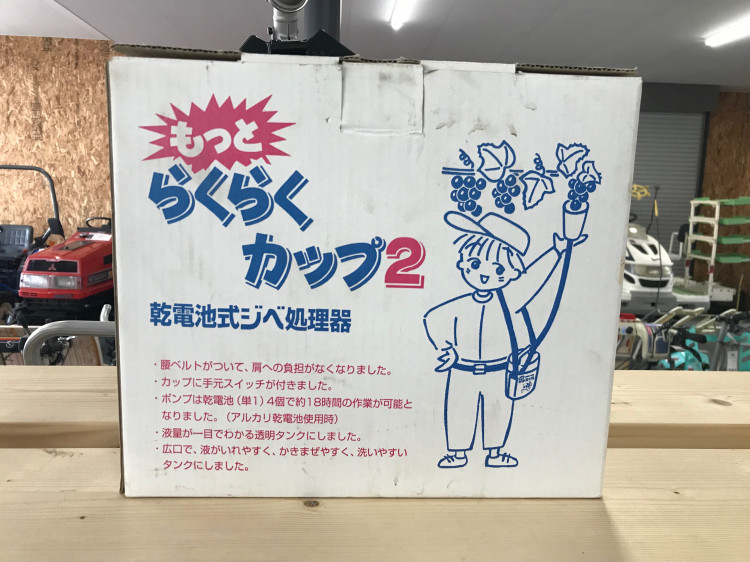 もっと
らくらく
カップ2
乾電池式ジベ処理器
・腰ベルトがついて、肩への負担がなくなりました。
・カップに手元スイッチが付きました。
・ポンプは乾電池(単1)4個で約18時間の作業が可能と
なりました。(アルカリ乾電池使用時)
・液量が一目でわかる透明タンクにしました。
・広口で、液がいれやすく、かきまぜやすく、洗いやすい
タンクにしました。